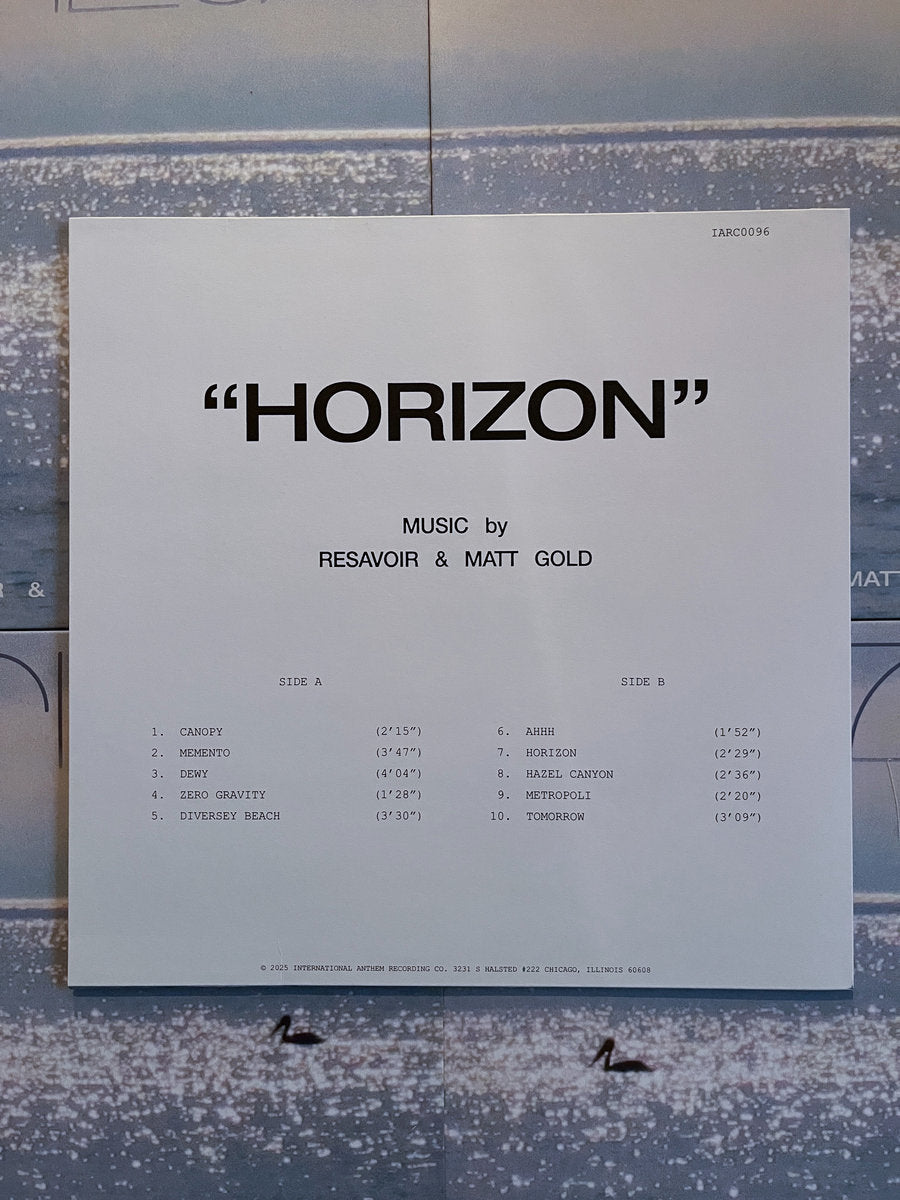 IARC0096
“HORIZON”
MUSIC by
RESAVOIR & MATT GOLD
R &
MATT
SIDE A
1. CANOPY (2’15”)
2. MEMENTO (3’47”)
3. DEWY (4’04”)
4. ZERO GRAVITY (1’28”)
5. DIVERSEY BEACH (3’30”)
SIDE B
6. AHHH (1’52”)
7. HORIZON (2’29”)
8. HAZEL CANYON (2’36”)
9. METROPOLI (2’20”)
10. TOMORROW (3’09”)
© 2025 INTERNATIONAL ANTHEM RECORDING CO. 3231 S HALSTED #222 CHICAGO, ILLINOIS 60608